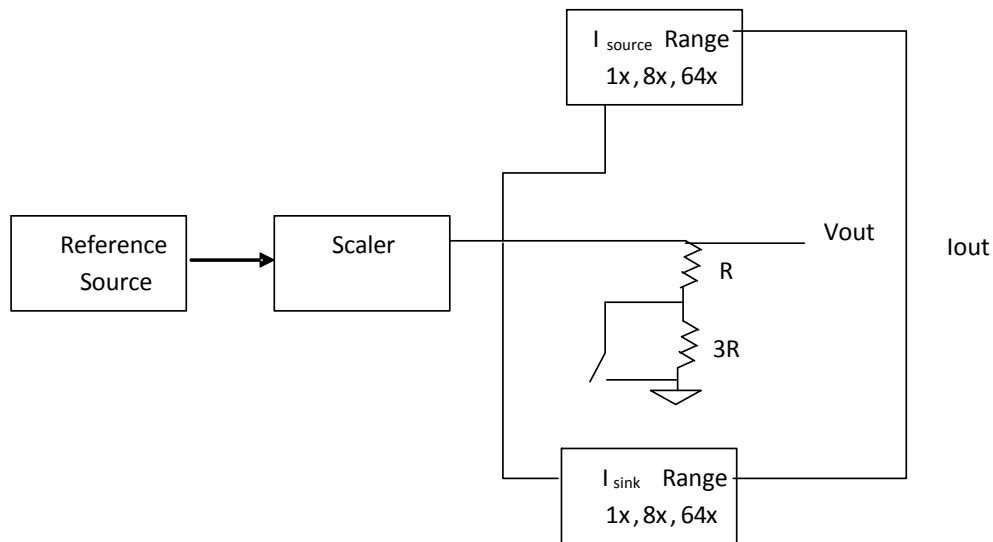 I source Range
1x, 8x, 64x
Reference
Source
Scaler
Vout
Iout
R
3R
I sink Range
1x, 8x, 64x